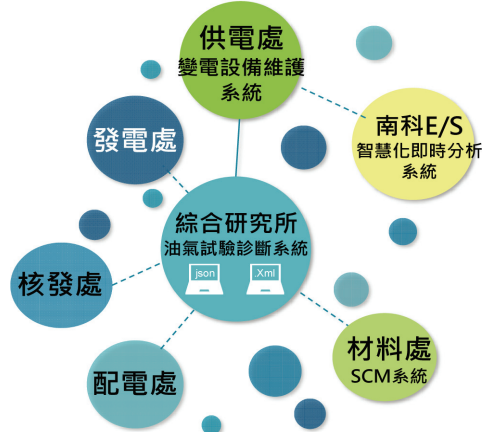 供電處
變電設備維護
系統
南科E/S
智慧化即時分析
系統
發電處
綜合研究所
油氣試驗診斷系統
json
.Xml
核發處
材料處
SCM系統
配電處